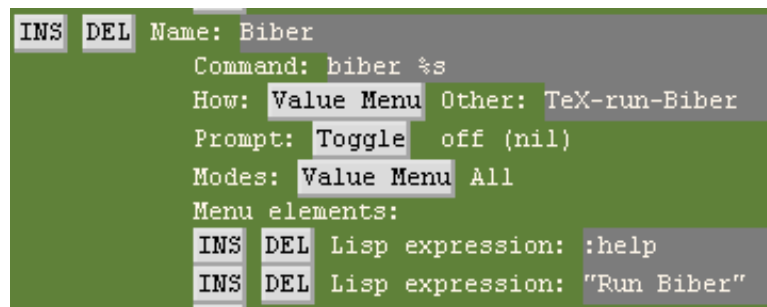 INS DEL Name: Biber
Command: biber %s
How: Value Menu Other: TeX-run-Biber
Prompt: Toggle off (nil)
Modes: Value Menu All
Menu elements:
INS DEL Lisp expression: :help
INS DEL Lisp expression: "Run Biber"